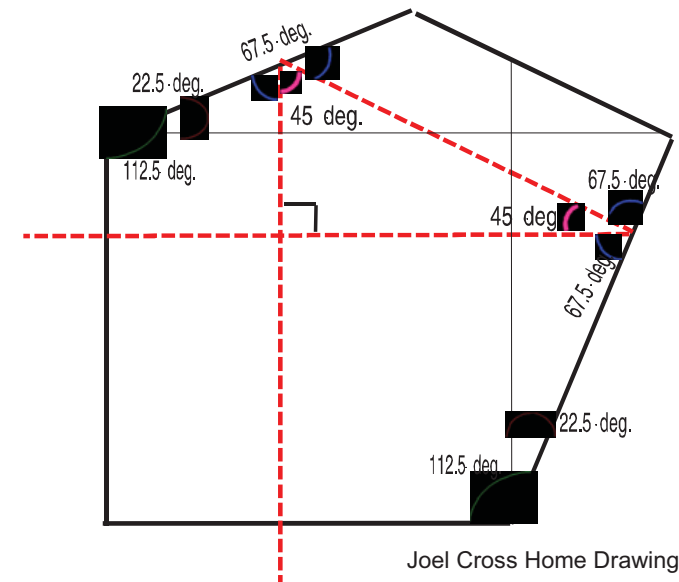 67.5·deg.
22.5·deg.
45 deg.
112.5·deg.
67.5·deg.
45 deg
67.5·deg
22.5·deg.
112.5·deg.
Joel Cross Home Drawing